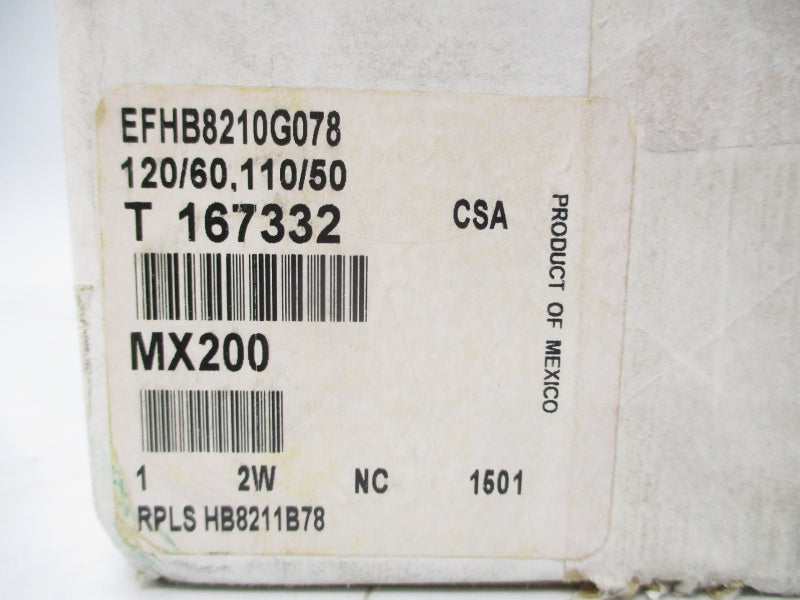 EFHB8210G078
120/60,110/50
T 167332
CSA
MX200
1 2W NC 1501
RPLS HB8211B78
PRODUCT OF MEXICO